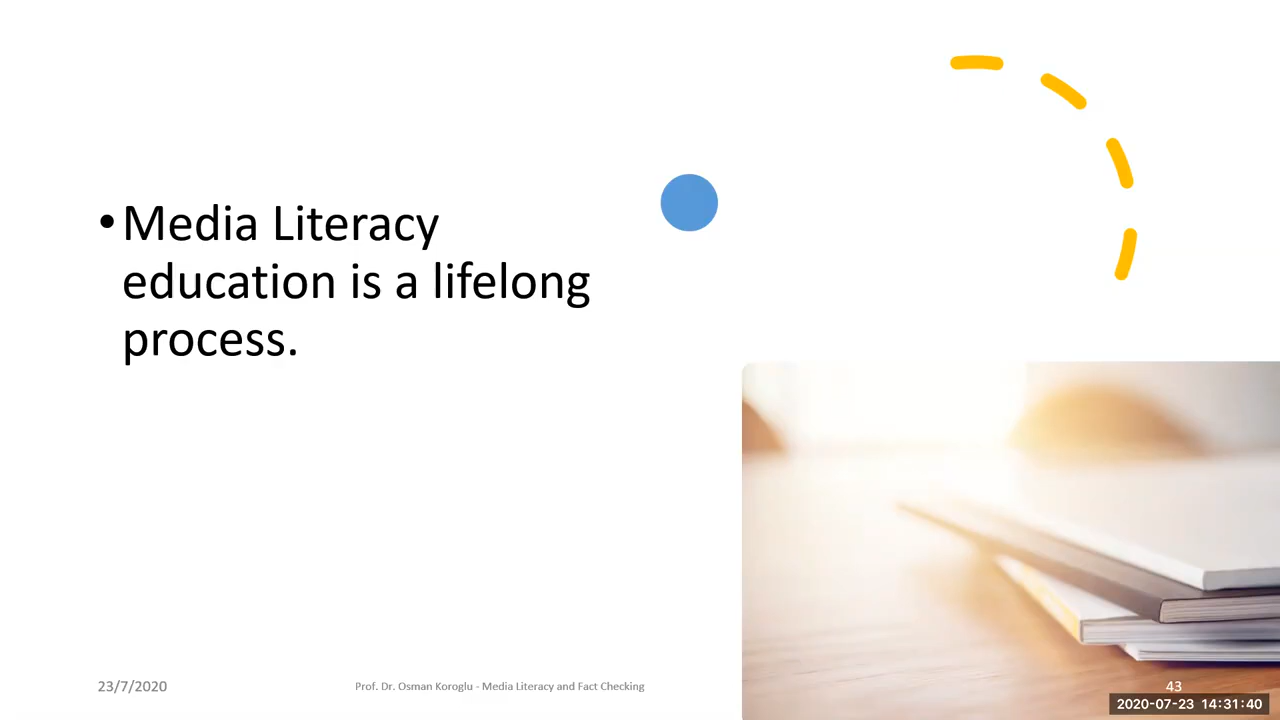 •Media Literacy
education is a lifelong
process.
23/7/2020
Prof. Dr. Osman Koroglu - Media Literacy and Fact Checking
43
2020-07-23 14:31:40